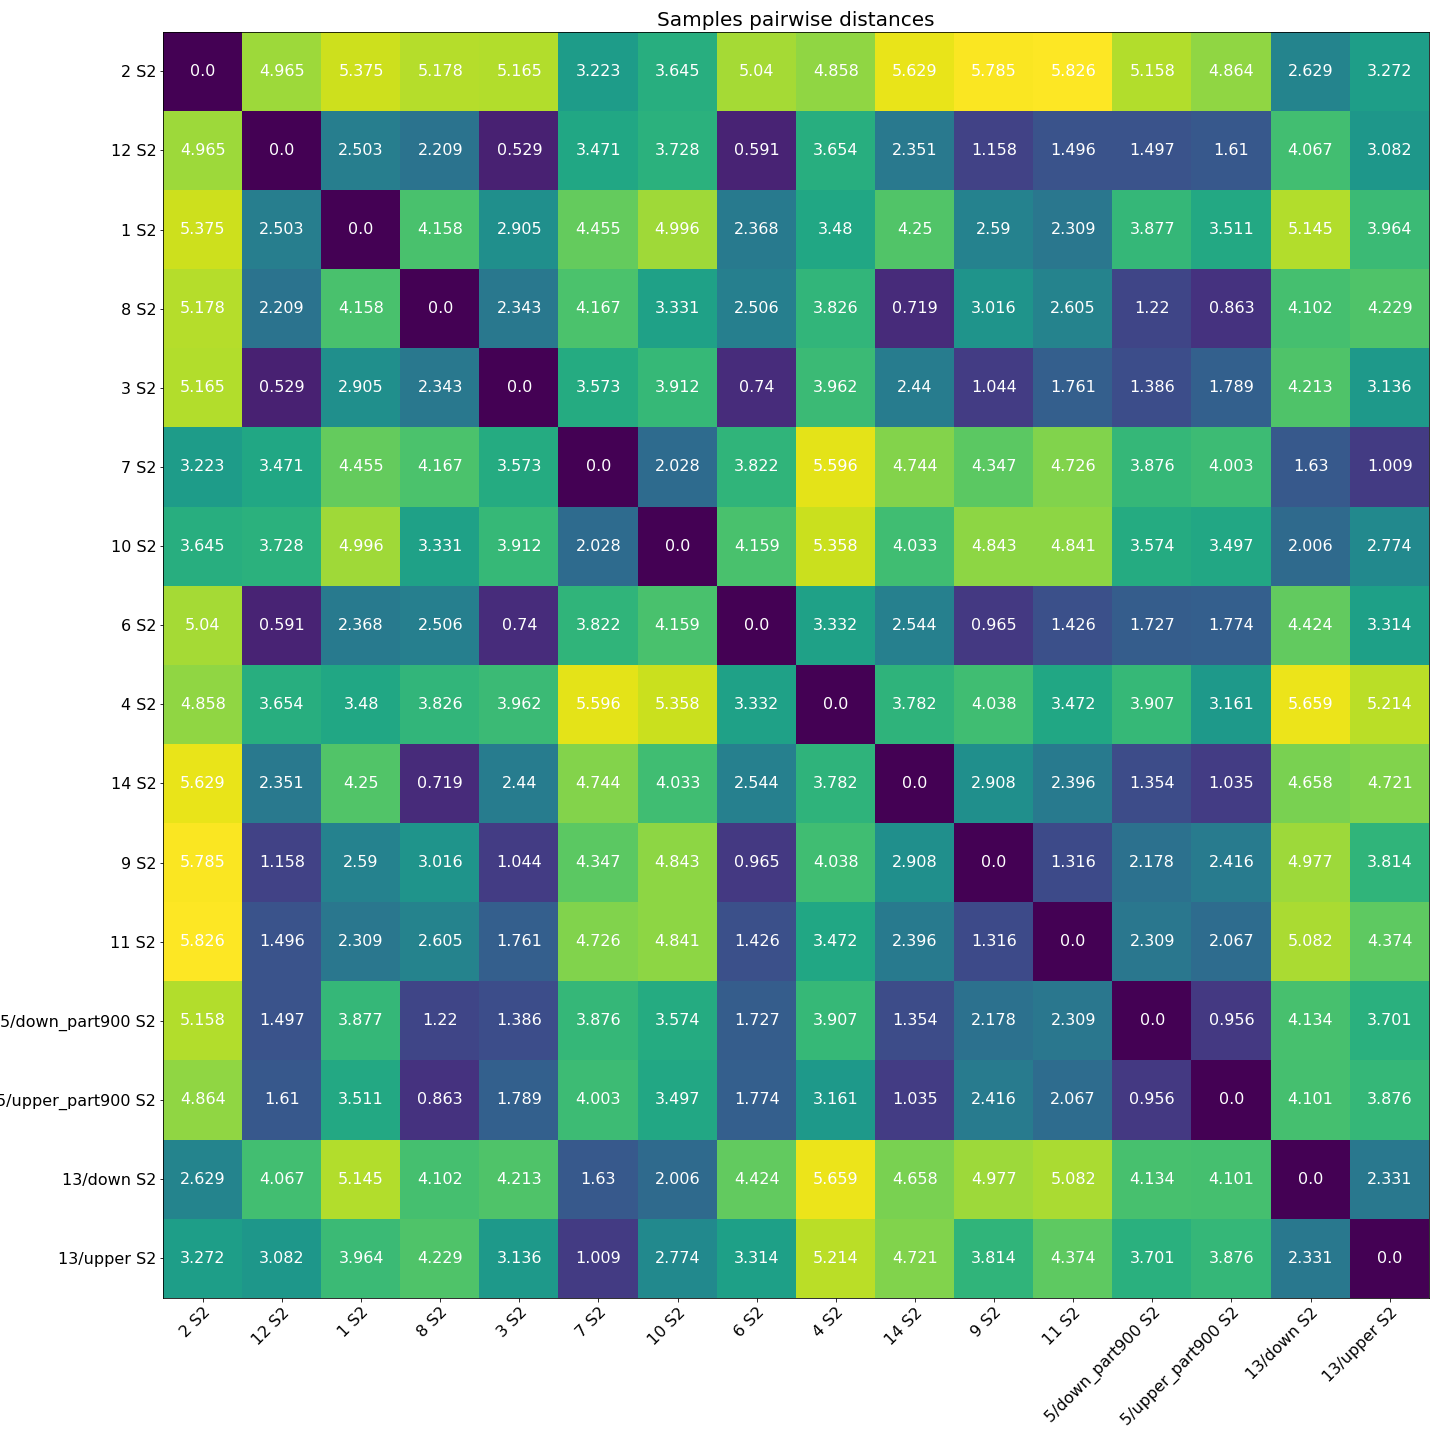 Samples pairwise distances
2 S2 0.0 4.965 5.375 5.178 5.165 3.223 3.645 5.04 4.858 5.629 5.785 5.826 5.158 4.864 2.629 3.272
12 S2 4.965 0.0 2.503 2.209 0.529 3.471 3.728 0.591 3.654 2.351 1.158 1.496 1.497 1.61 4.067 3.082
1 S2 5.375 2.503 0.0 4.158 2.905 4.455 4.996 2.368 3.48 4.25 2.59 2.309 3.877 3.511 5.145 3.964
8 S2 5.178 2.209 4.158 0.0 2.343 4.167 3.331 2.506 3.826 0.719 3.016 2.605 1.22 0.863 4.102 4.229
3 S2 5.165 0.529 2.905 2.343 0.0 3.573 3.912 0.74 3.962 2.44 1.044 1.761 1.386 1.789 4.213 3.136
7 S2 3.223 3.471 4.455 4.167 3.573 0.0 2.028 3.822 5.596 4.744 4.347 4.726 3.876 4.003 1.63 1.009
10 S2 3.645 3.728 4.996 3.331 3.912 2.028 0.0 4.159 5.358 4.033 4.843 4.841 3.574 3.497 2.006 2.774
6 S2 5.04 0.591 2.368 2.506 0.74 3.822 4.159 0.0 3.332 2.544 0.965 1.426 1.727 1.774 4.424 3.314
4 S2 4.858 3.654 3.48 3.826 3.962 5.596 5.358 3.332 0.0 3.782 4.038 3.472 3.907 3.161 5.659 5.214
14 S2 5.629 2.351 4.25 0.719 2.44 4.744 4.033 2.544 3.782 0.0 2.908 2.396 1.354 1.035 4.658 4.721
9 S2 5.785 1.158 2.59 3.016 1.044 4.347 4.843 0.965 4.038 2.908 0.0 1.316 2.178 2.416 4.977 3.814
11 S2 5.826 1.496 2.309 2.605 1.761 4.726 4.841 1.426 3.472 2.396 1.316 0.0 2.309 2.067 5.082 4.374
5/down_part900 S2 5.158 1.497 3.877 1.22 1.386 3.876 3.574 1.727 3.907 1.354 2.178 2.309 0.0 0.956 4.134 3.701
5/upper_part900 S2 4.864 1.61 3.511 0.863 1.789 4.003 3.497 1.774 3.161 1.035 2.416 2.067 0.956 0.0 4.101 3.876
13/down S2 2.629 4.067 5.145 4.102 4.213 1.63 2.006 4.424 5.659 4.658 4.977 5.082 4.134 4.101 0.0 2.331
13/upper S2 3.272 3.082 3.964 4.229 3.136 1.009 2.774 3.314 5.214 4.721 3.814 4.374 3.701 3.876 2.331 0.0
2 S2 12 S2 1 S2 8 S2 3 S2 7 S2 10 S2 6 S2 4 S2 14 S2 9 S2 11 S2 5/down_part900 S2 5/upper_part900 S2 13/down S2 13/upper S2